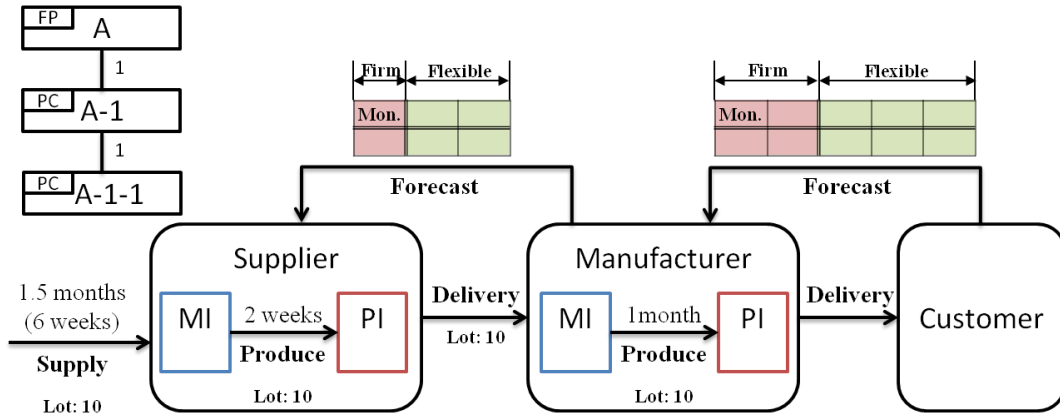 FP
A
1
PC
A-1
1
PC
A-1-1
Firm
Flexible
Mon.
Forecast
Firm
Flexible
Mon.
Forecast
1.5 months
(6 weeks)
Supply
Lot: 10
Supplier
MI
2 weeks
Produce
PI
Lot: 10
Delivery
Lot: 10
Manufacturer
MI
1month
Produce
PI
Lot: 10
Delivery
Customer